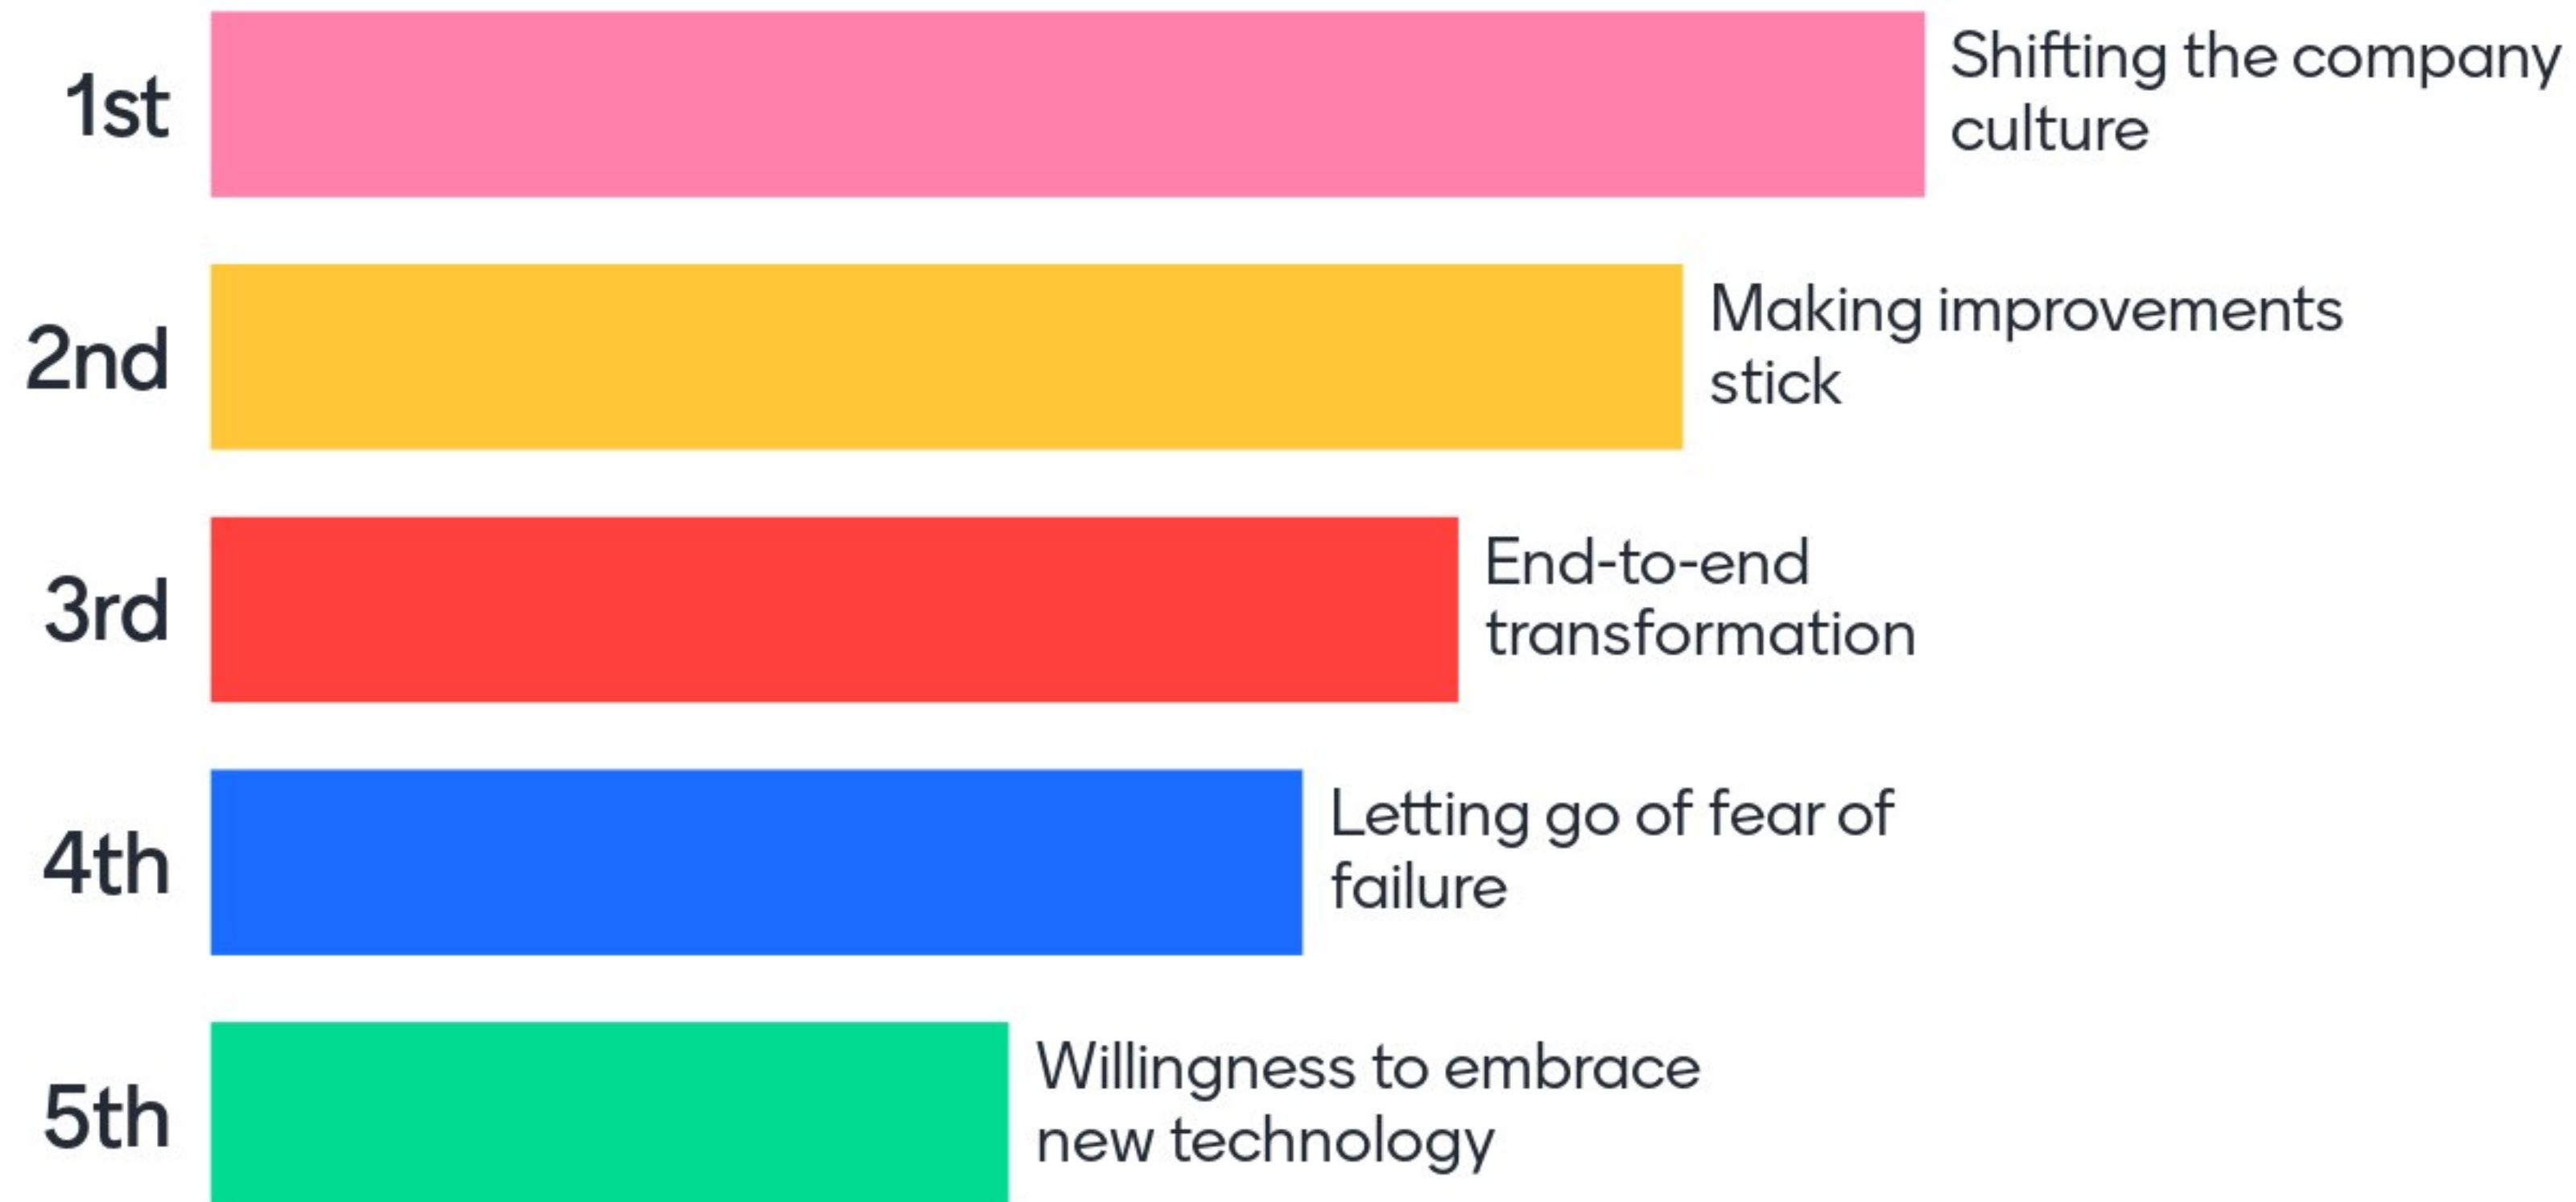 1st
Shifting the company
culture
2nd
Making improvements
stick
3rd
End-to-end
transformation
4th
Letting go of fear of
failure
5th
Willingness to embrace
new technology